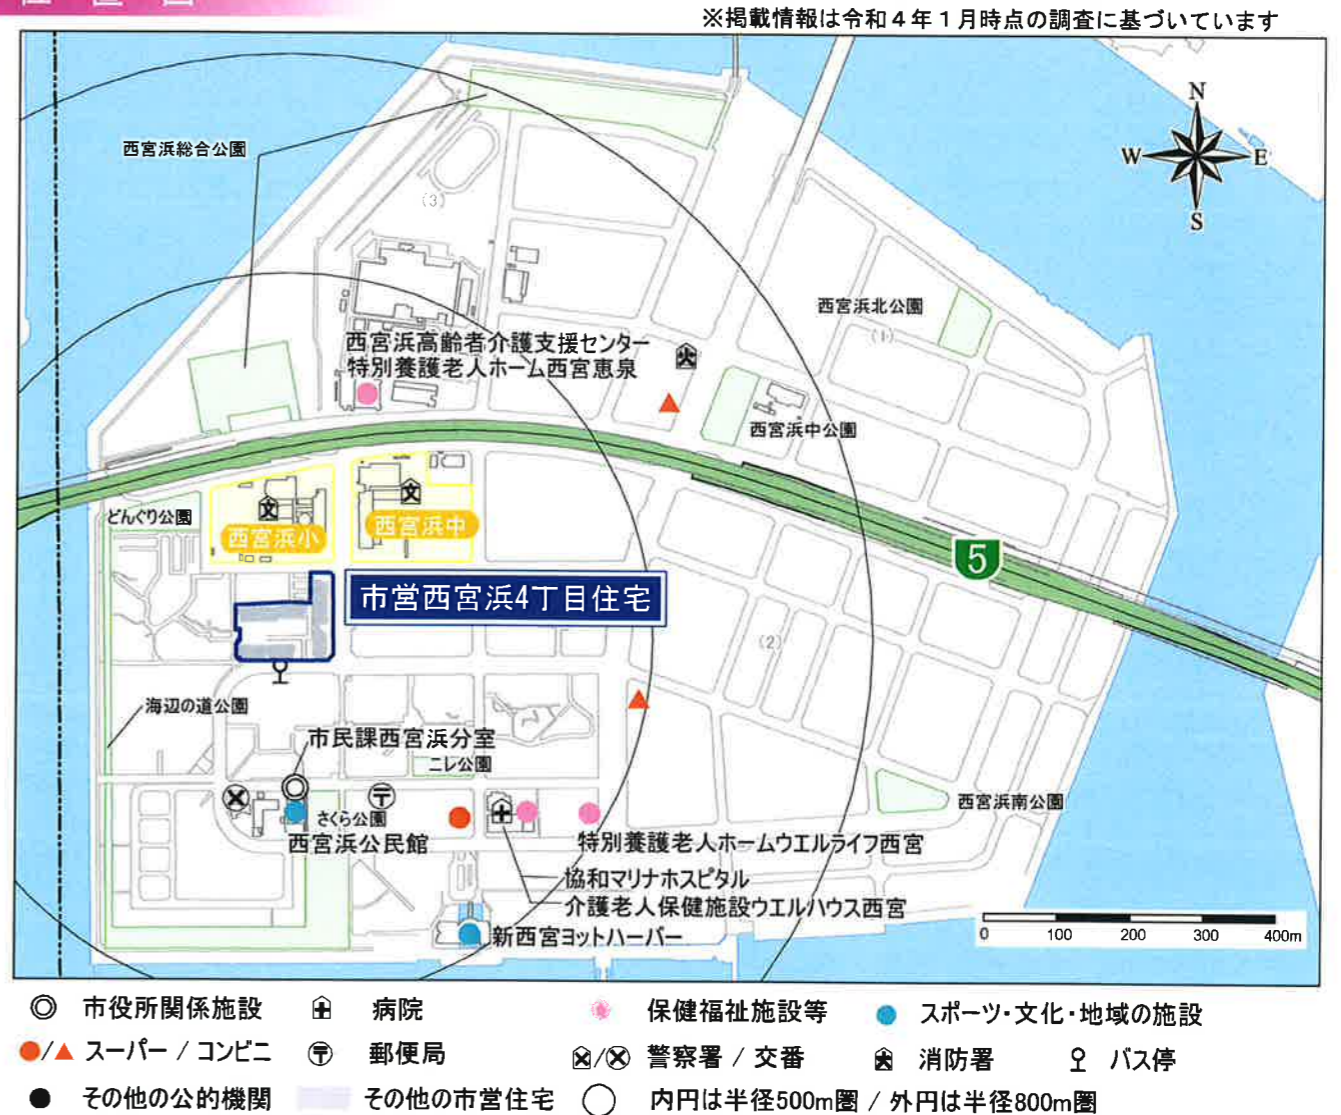 位 置 図
※掲載情報は令和４年１月時点の調査に基づいています
N
W
E
S
西宮浜総合公園
(3)
西宮浜北公園
(1)
西宮浜高齢者介護支援センター
特別養護老人ホーム西宮恵泉
西宮浜中公園
文
文
どんぐり公園
西宮浜小
西宮浜中
5
市営西宮浜4丁目住宅
(2)
海辺の道公園
市民課西宮浜分室
ニレ公園
さくら公園
西宮浜公民館
西宮浜南公園
特別養護老人ホームウエルライフ西宮
協和マリナホスピタル
介護老人保健施設ウエルハウス西宮
新西宮ヨットハーバー
0 100 200 300 400m
市役所関係施設 病院 保健福祉施設等 スポーツ・文化・地域の施設
/ スーパー / コンビニ 郵便局 / 警察署 / 交番 消防署 バス停
その他の公的機関 その他の市営住宅 内円は半径500m圏 / 外円は半径800m圏